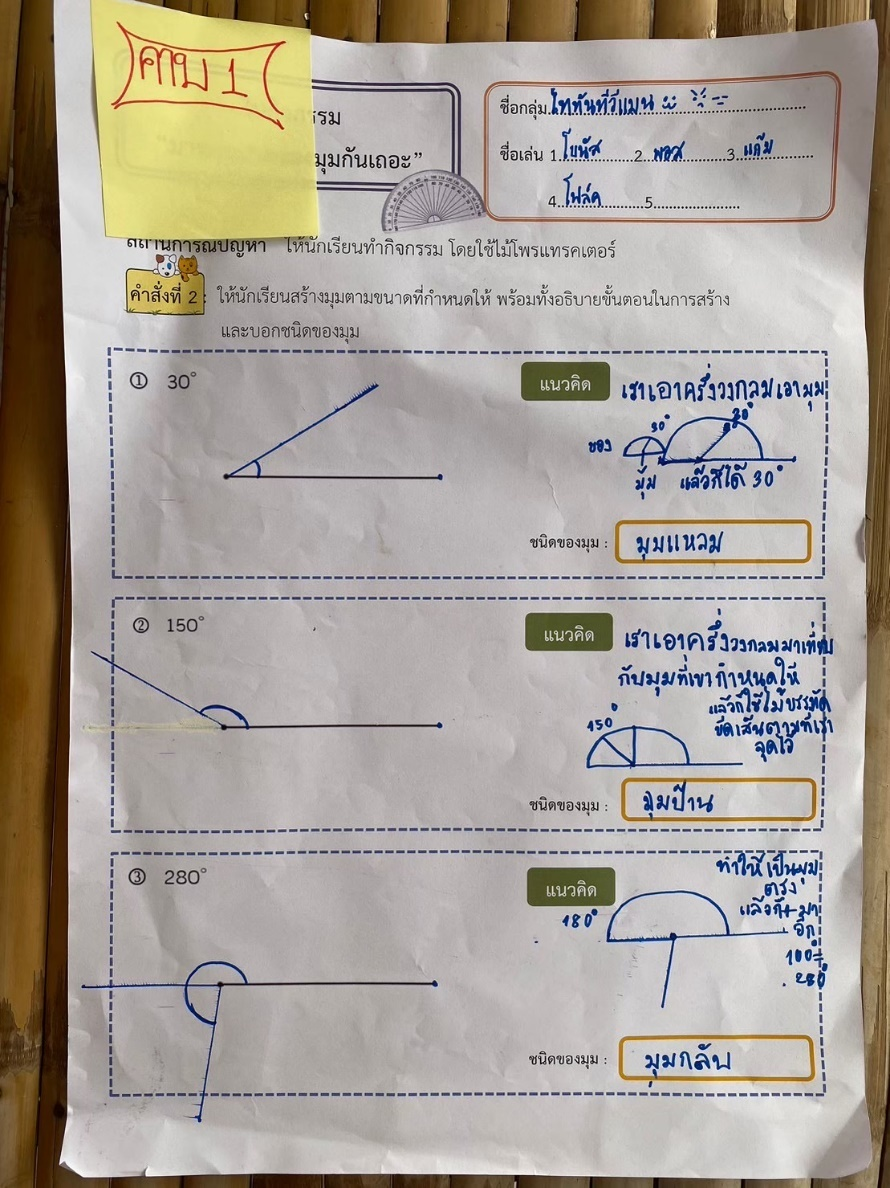 คาบ 1
รรม
มุมกันเถอะ”
ชื่อกลุ่ม ไททันทีวีแมน
ชื่อเล่น 1. โบนัส 2. พอส 3. แก้ม
4. โฟล์ค 5.
สถานการณ์ปัญหา ให้นักเรียนทำกิจกรรม โดยใช้ไม้โพรแทรคเตอร์
คำสั่งที่ 2 : ให้นักเรียนสร้างมุมตามขนาดที่กำหนดให้ พร้อมทั้งอธิบายขั้นตอนในการสร้าง
และบอกชนิดของมุม
① 30°
แนวคิด เราเอาครึ่งวงกลมเอามุม
ของ 30° 30°
มุ้ม แล้วก็ได้ 30°
ชนิดของมุม : มุมแหลม
② 150°
แนวคิด เราเอาครึ่งวงกลมมาเที่ยบ
กับมุมที่เขากำหนดให้
แล้วก็ใช้ไม้บรรทัด
ขีดเส้นตามที่เรา
จุดไว้
150°
ชนิดของมุม : มุมป้าน
③ 280°
แนวคิด ทำให้เป็นมุม
ตรง
แล้วก็+มา
อีก
100=
280°
180°
ชนิดของมุม : มุมกลับ